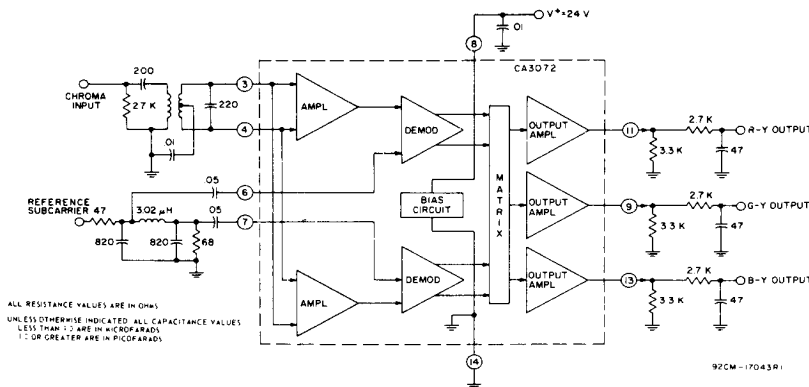 V⁺= 24 V
.01
8
CA3072
200
CHROMA
INPUT
27 K
220
.01
3
4
AMPL
DEMOD
OUTPUT
AMPL
11
2.7 K
R-Y OUTPUT
3.3 K
47
MATRIX
REFERENCE
SUBCARRIER
47
3.02 µH
.05
.05
6
7
820
820
68
BIAS
CIRCUIT
OUTPUT
AMPL
9
2.7 K
G-Y OUTPUT
3.3 K
47
AMPL
DEMOD
OUTPUT
AMPL
13
2.7 K
B-Y OUTPUT
3.3 K
47
14
ALL RESISTANCE VALUES ARE IN OHMS
UNLESS OTHERWISE INDICATED ALL CAPACITANCE VALUES
LESS THAN 1.0 ARE IN MICROFARADS
1.0 OR GREATER ARE IN PICOFARADS
92CM-17043R1